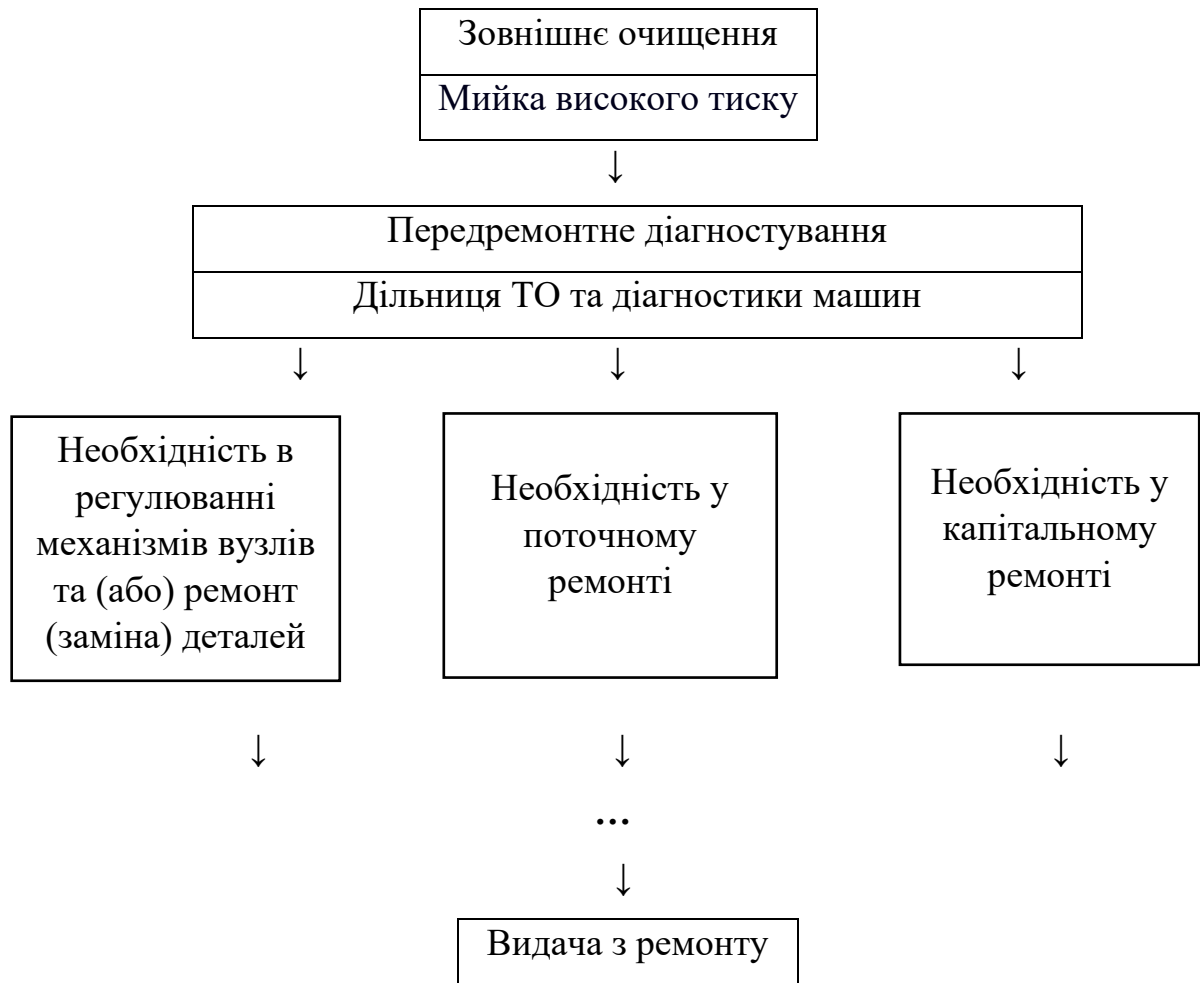 Зовнішнє очищення
Мийка високого тиску
↓
Передремонтне діагностування
Дільниця ТО та діагностики машин
↓ ↓ ↓
Необхідність в
регулюванні
механізмів вузлів
та (або) ремонт
(заміна) деталей
Необхідність у
поточному
ремонті
Необхідність у
капітальному
ремонті
↓ ↓ ↓
...
↓
Видача з ремонту